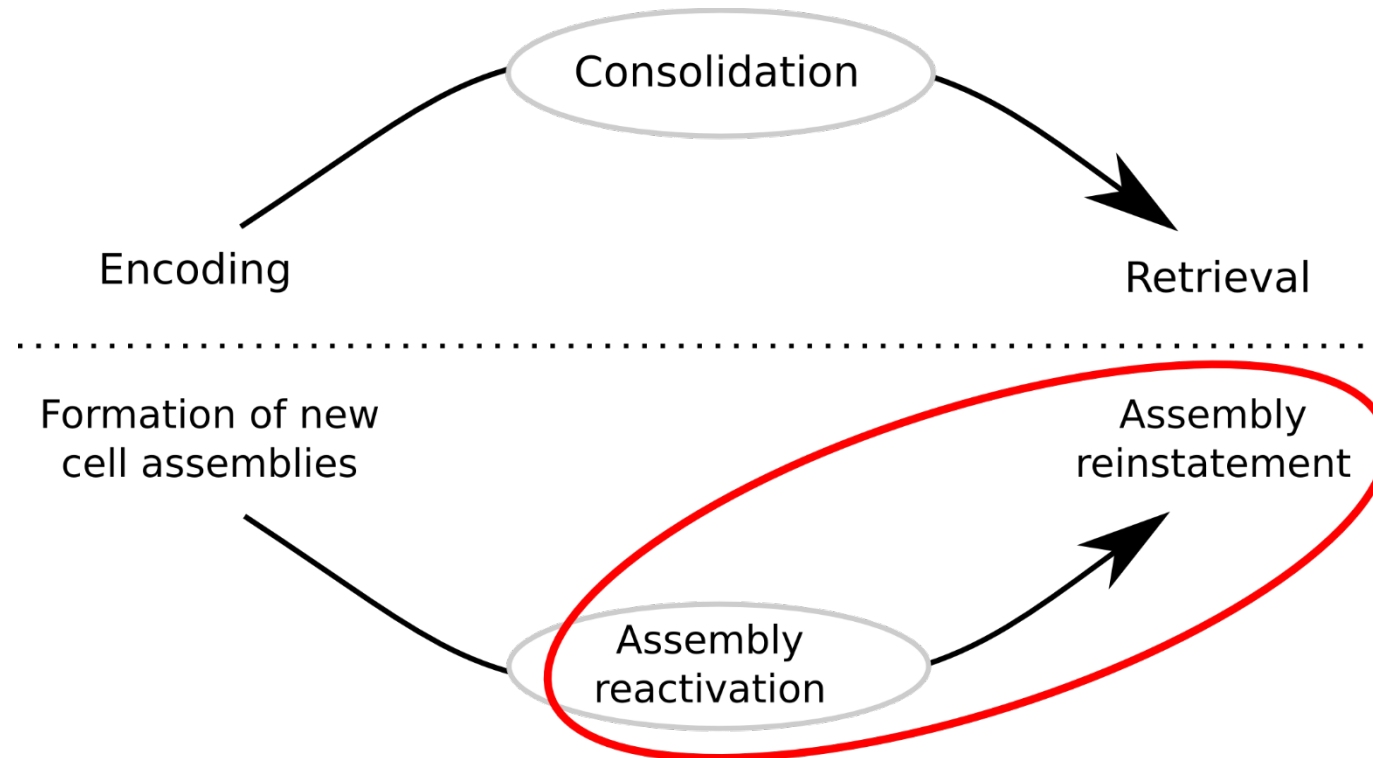 Consolidation
Encoding
Retrieval
Formation of new
cell assemblies
Assembly
reinstatement
Assembly
reactivation